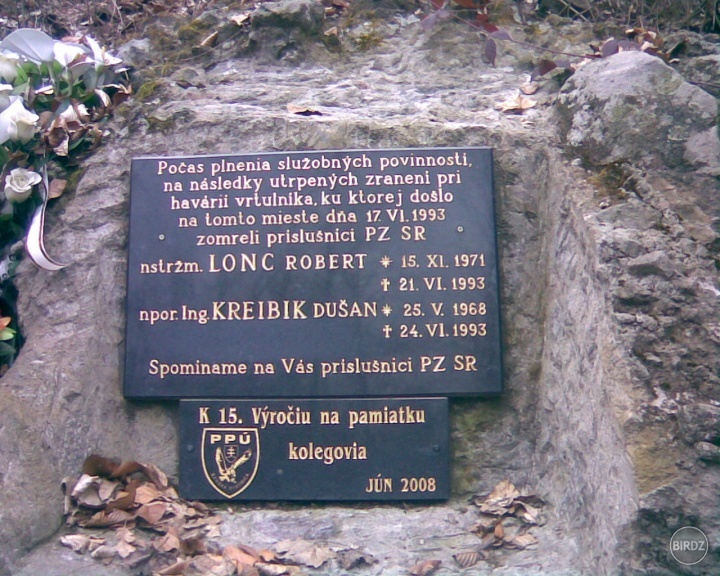 Počas plnenia služobných povinností,
na následky utrpených zranení pri
havárii vrtulníka, ku ktorej došlo
na tomto mieste dňa 17. VI. 1993
zomreli príslušníci PZ SR
nstržm. LONC ROBERT * 15. XI. 1971
† 21. VI. 1993
npor. Ing. KREIBIK DUŠAN * 25. V. 1968
† 24. VI. 1993
Spomíname na Vás príslušníci PZ SR
K 15. Výročiu na pamiatku
PPÚ
kolegovia
JÚN 2008
BiRDZ